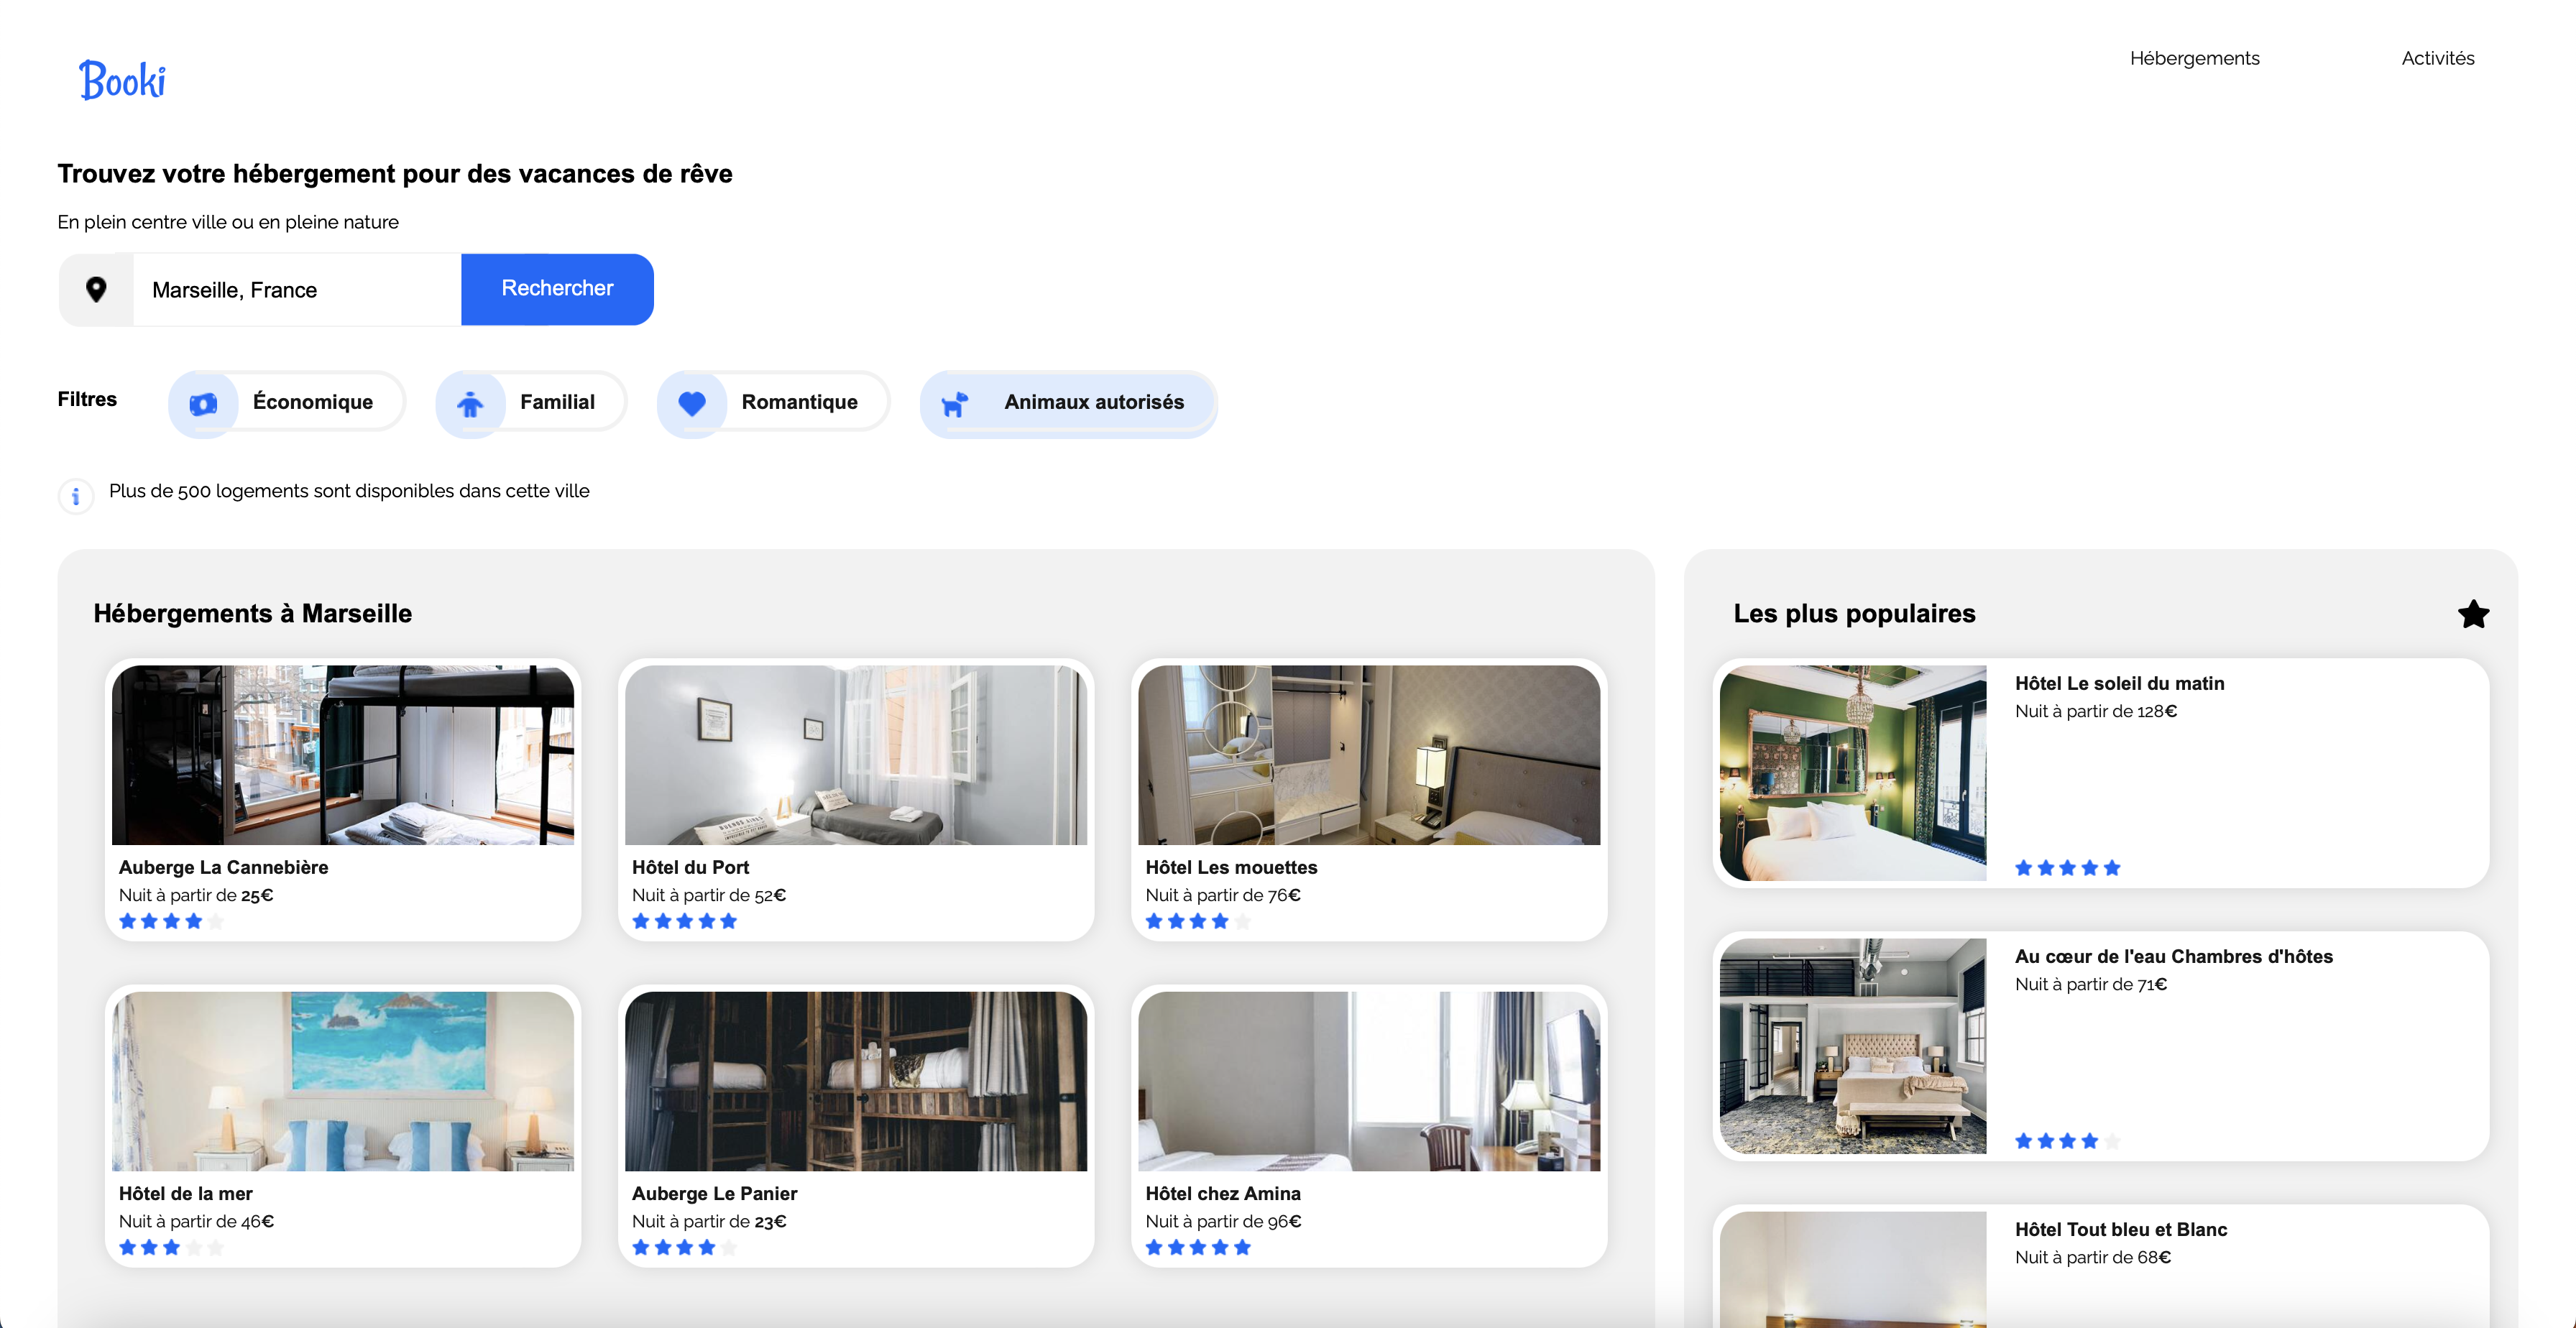 Booki
Hébergements
Activités
Trouvez votre hébergement pour des vacances de rêve
En plein centre ville ou en pleine nature
Marseille, France
Rechercher
Filtres
Économique
Familial
Romantique
Animaux autorisés
i
Plus de 500 logements sont disponibles dans cette ville
Hébergements à Marseille
Auberge La Cannebière
Nuit à partir de 25€
Hôtel du Port
Nuit à partir de 52€
Hôtel Les mouettes
Nuit à partir de 76€
Hôtel de la mer
Nuit à partir de 46€
Auberge Le Panier
Nuit à partir de 23€
Hôtel chez Amina
Nuit à partir de 96€
Les plus populaires
Hôtel Le soleil du matin
Nuit à partir de 128€
Au cœur de l'eau Chambres d'hôtes
Nuit à partir de 71€
Hôtel Tout bleu et Blanc
Nuit à partir de 68€